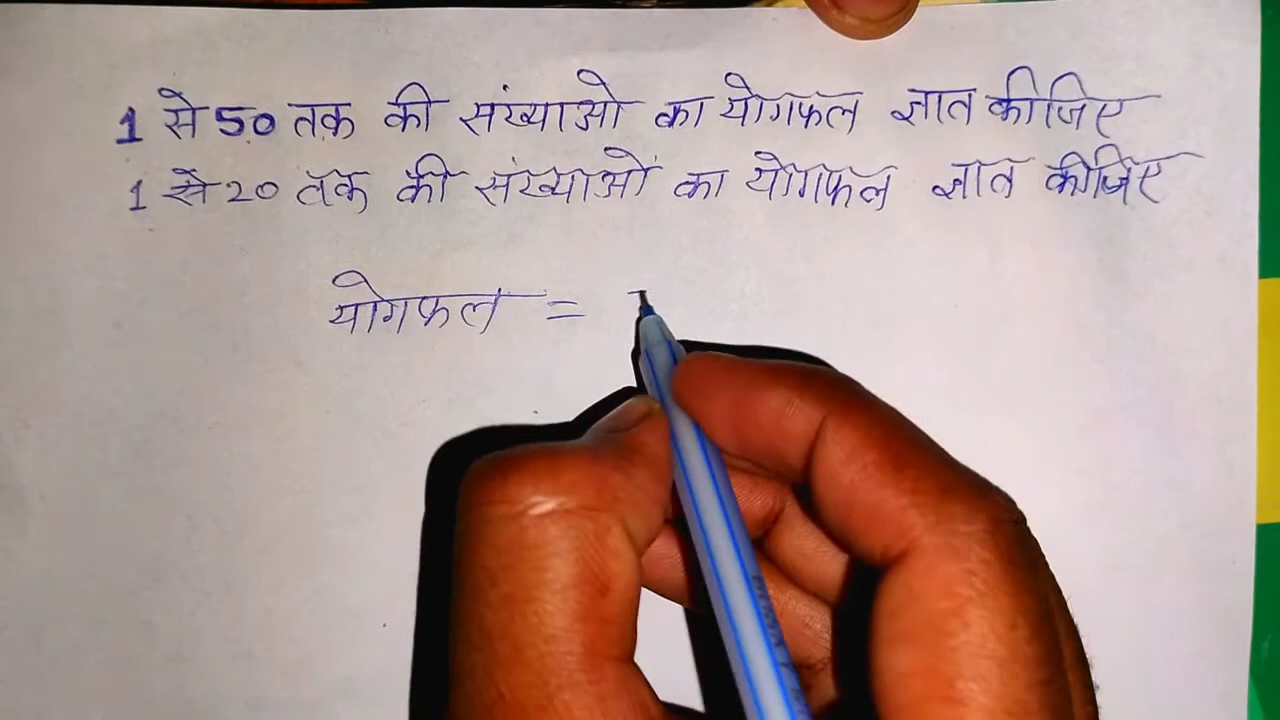 1 से 50 तक की संख्याओ का योगफल ज्ञात कीजिए
1 से 20 तक की संख्याओं का योगफल ज्ञात कीजिए
योगफल =